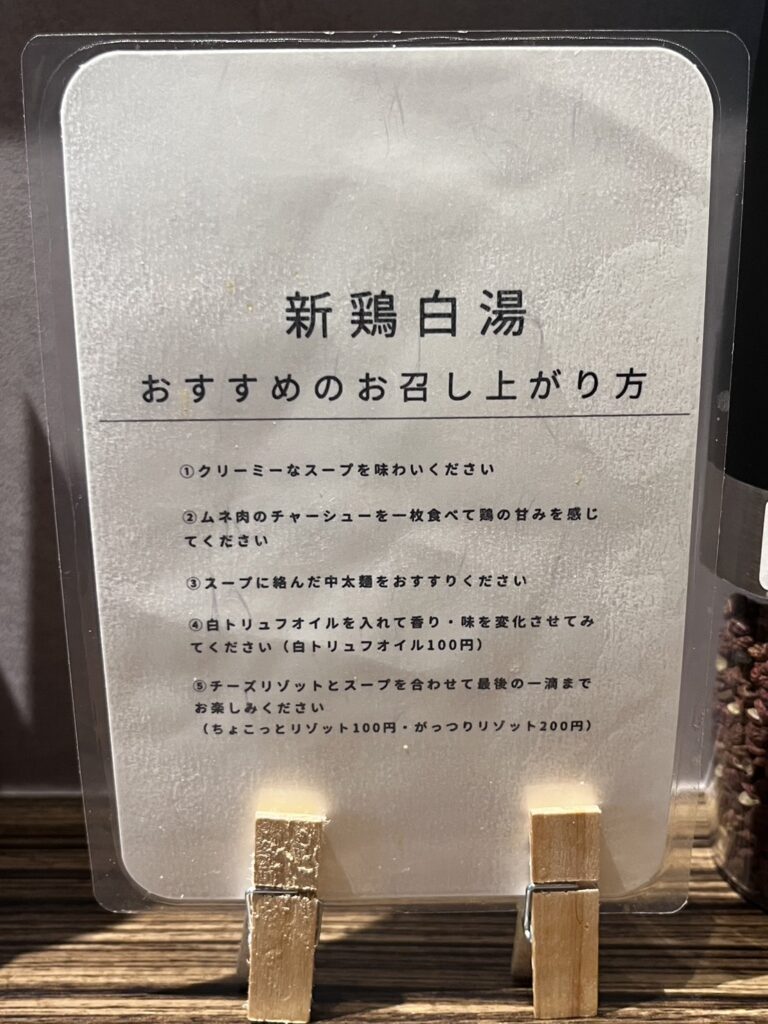 新鶏白湯
おすすめのお召し上がり方
①クリーミーなスープを味わいください
②ムネ肉のチャーシューを一枚食べて鶏の甘みを感じ
てください
③スープに絡んだ中太麺をおすすりください
④白トリュフオイルを入れて香り・味を変化させてみ
てください（白トリュフオイル100円）
⑤チーズリゾットとスープを合わせて最後の一滴まで
お楽しみください
（ちょこっとリゾット100円・がっつりリゾット200円）